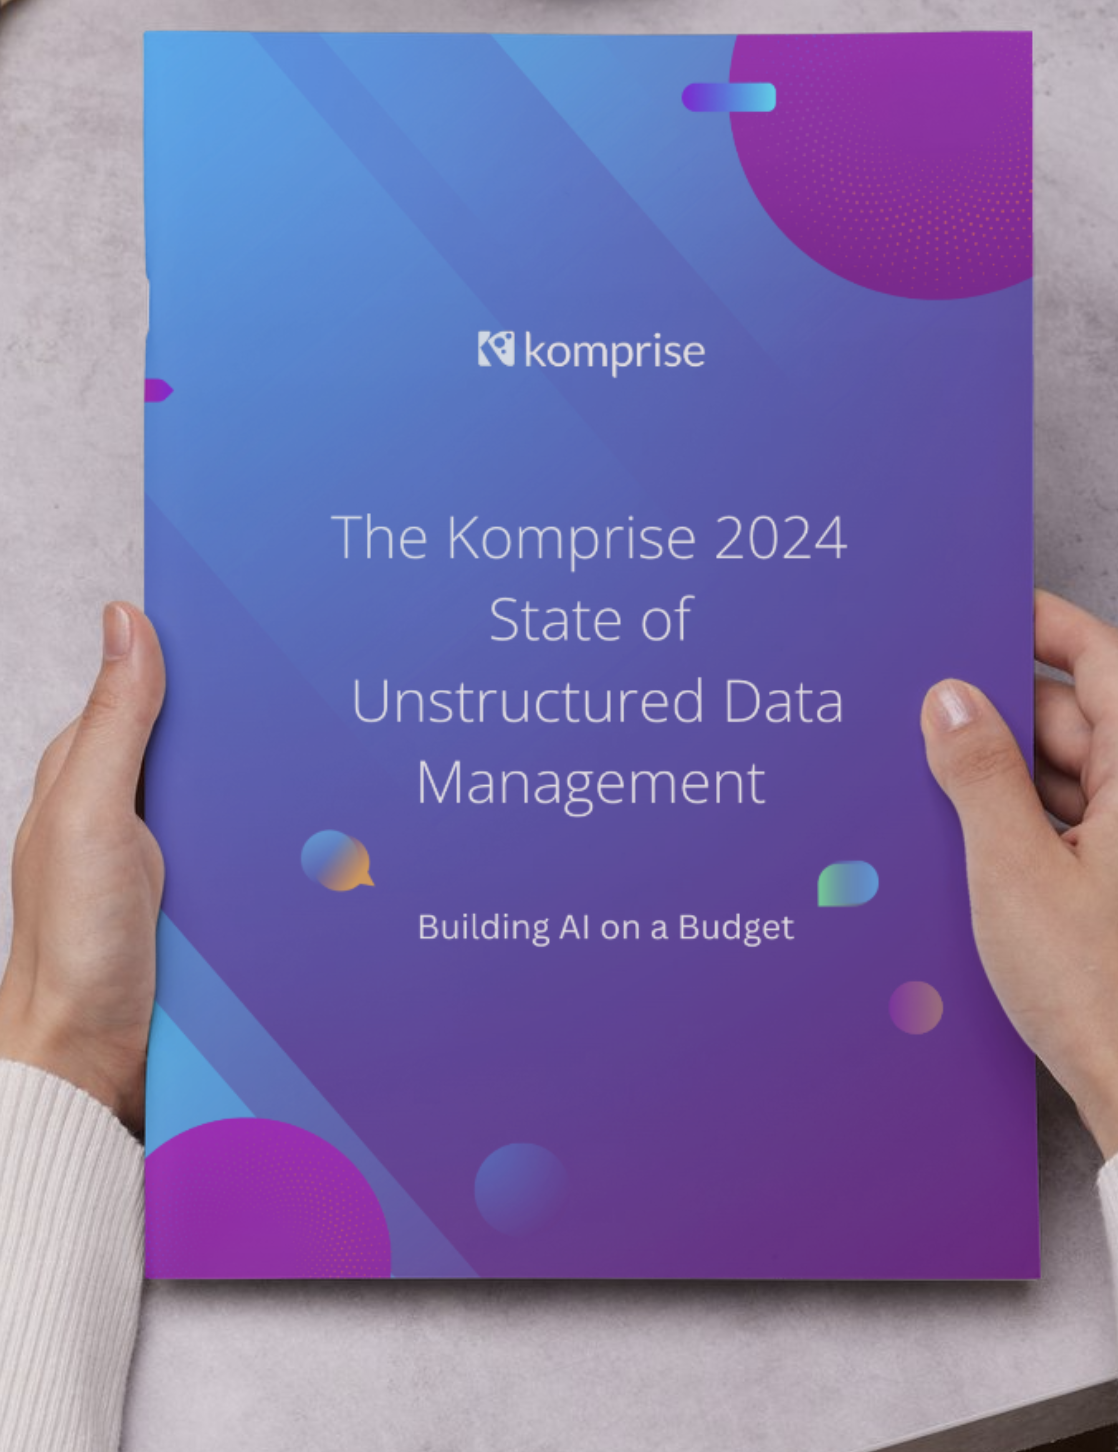 komprise
The Komprise 2024
State of
Unstructured Data
Management
Building AI on a Budget